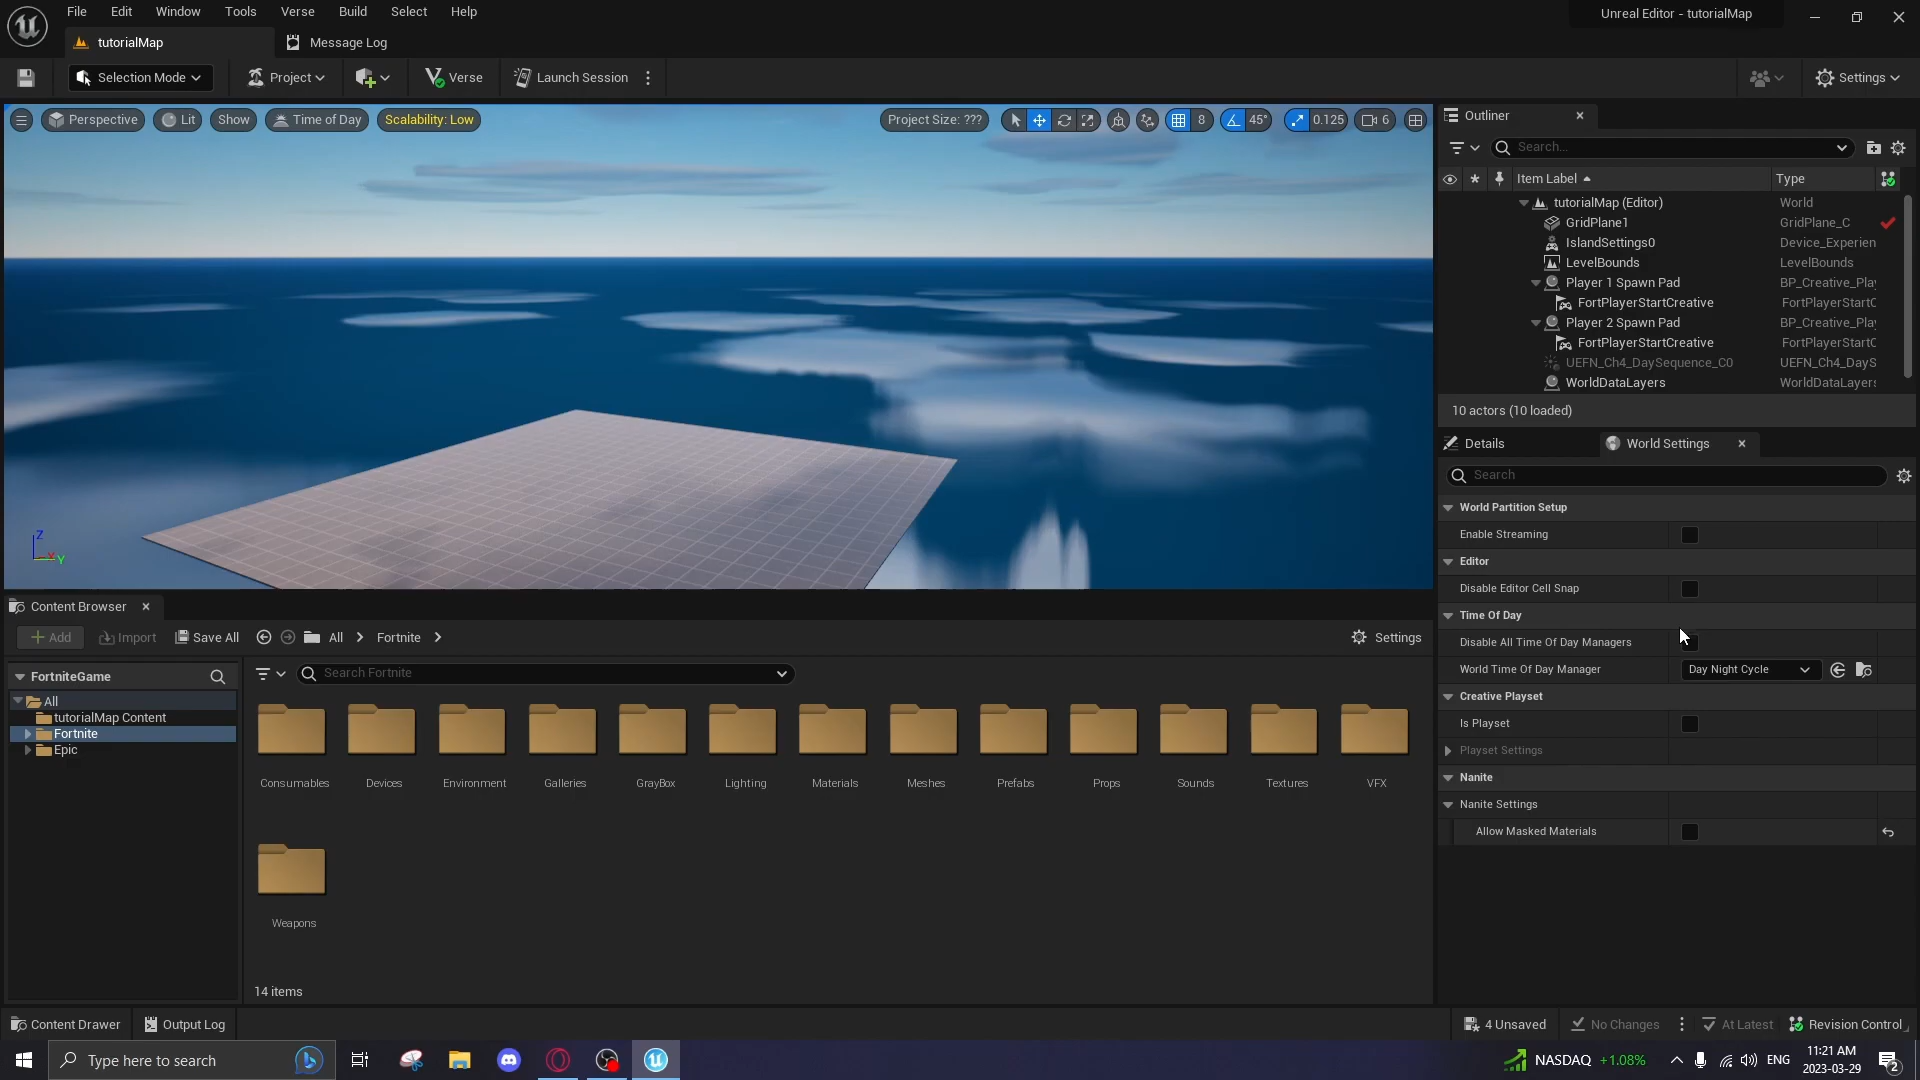 File Edit Window Tools Verse Build Select Help
Unreal Editor - tutorialMap
tutorialMap
Message Log
Selection Mode
Project
Verse
Launch Session
Settings
Perspective
Lit
Show
Time of Day
Scalability: Low
Project Size: ???
8
45°
0.125
6
Outliner
Search...
Item Label
Type
tutorialMap (Editor) World
GridPlane1 GridPlane_C
IslandSettings0 Device_Experien
LevelBounds LevelBounds
Player 1 Spawn Pad BP_Creative_Play
FortPlayerStartCreative FortPlayerStartC
Player 2 Spawn Pad BP_Creative_Play
FortPlayerStartCreative FortPlayerStartC
UEFN_Ch4_DaySequence_C0 UEFN_Ch4_DayS
WorldDataLayers WorldDataLayers
10 actors (10 loaded)
Details
World Settings
Search
World Partition Setup
Enable Streaming
Editor
Disable Editor Cell Snap
Time Of Day
Disable All Time Of Day Managers
World Time Of Day Manager Day Night Cycle
Creative Playset
Is Playset
Playset Settings
Nanite
Nanite Settings
Allow Masked Materials
Z
X
Y
Content Browser
Add
Import
Save All
All
Fortnite
Settings
FortniteGame
Search Fortnite
All
tutorialMap Content
Fortnite
Epic
Consumables Devices Environment Galleries GrayBox Lighting Materials Meshes Prefabs Props Sounds Textures VFX
Weapons
14 items
Content Drawer
Output Log
4 Unsaved
No Changes
At Latest
Revision Control
Type here to search
NASDAQ +1.08%
ENG
11:21 AM
2023-03-29
2